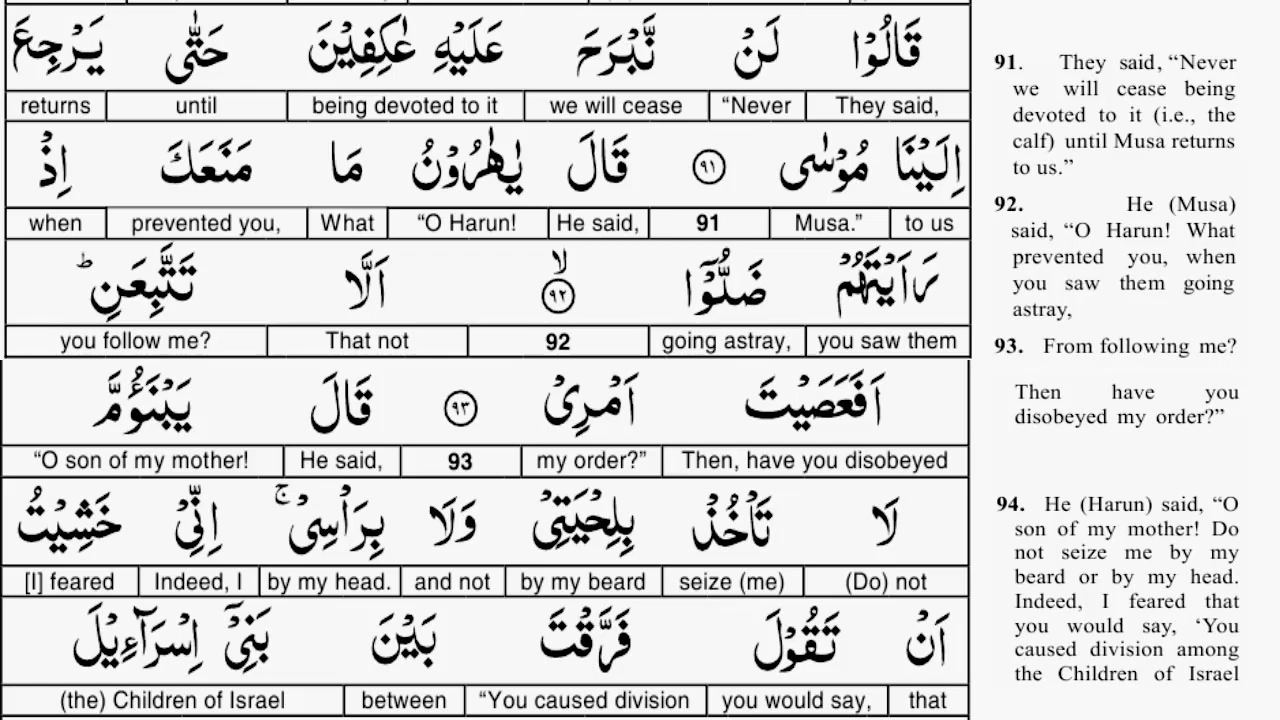 قَالُوْا لَنْ نَّبْرَحَ عَلَيْهِ عٰكِفِيْنَ حَتّٰى يَرْجِعَ
They said, “Never we will cease being devoted to it until returns
اِلَيْنَا مُوْسٰى ٩١ قَالَ يٰهٰرُوْنُ مَا مَنَعَكَ اِذْ
to us Musa.” 91 He said, “O Harun! What prevented you, when
رَاَيْتَهُمْ ضَلُّوْٓا ۙ ٩٢ اَلَّا تَتَّبِعَنِ ؕ
you saw them going astray, 92 That not you follow me?
اَفَعَصَيْتَ اَمْرِيْ ٩٣ قَالَ يَبْنَؤُمَّ
Then, have you disobeyed my order?” 93 He said, “O son of my mother!
لَا تَاْخُذْ بِلِحْيَتِيْ وَلَا بِرَاْسِيْ ۚ اِنِّيْ خَشِيْتُ
(Do) not seize (me) by my beard and not by my head. Indeed, I [I] feared
اَنْ تَقُوْلَ فَرَّقْتَ بَيْنَ بَنِيْٓ اِسْرَآءِيْلَ
that you would say, “You caused division between (the) Children of Israel
91. They said, “Never
we will cease being
devoted to it (i.e., the
calf) until Musa returns
to us.”
92. He (Musa)
said, “O Harun! What
prevented you, when
you saw them going
astray,
93. From following me?
Then have you
disobeyed my order?”
94. He (Harun) said, “O
son of my mother! Do
not seize me by my
beard or by my head.
Indeed, I feared that
you would say, ‘You
caused division among
the Children of Israel